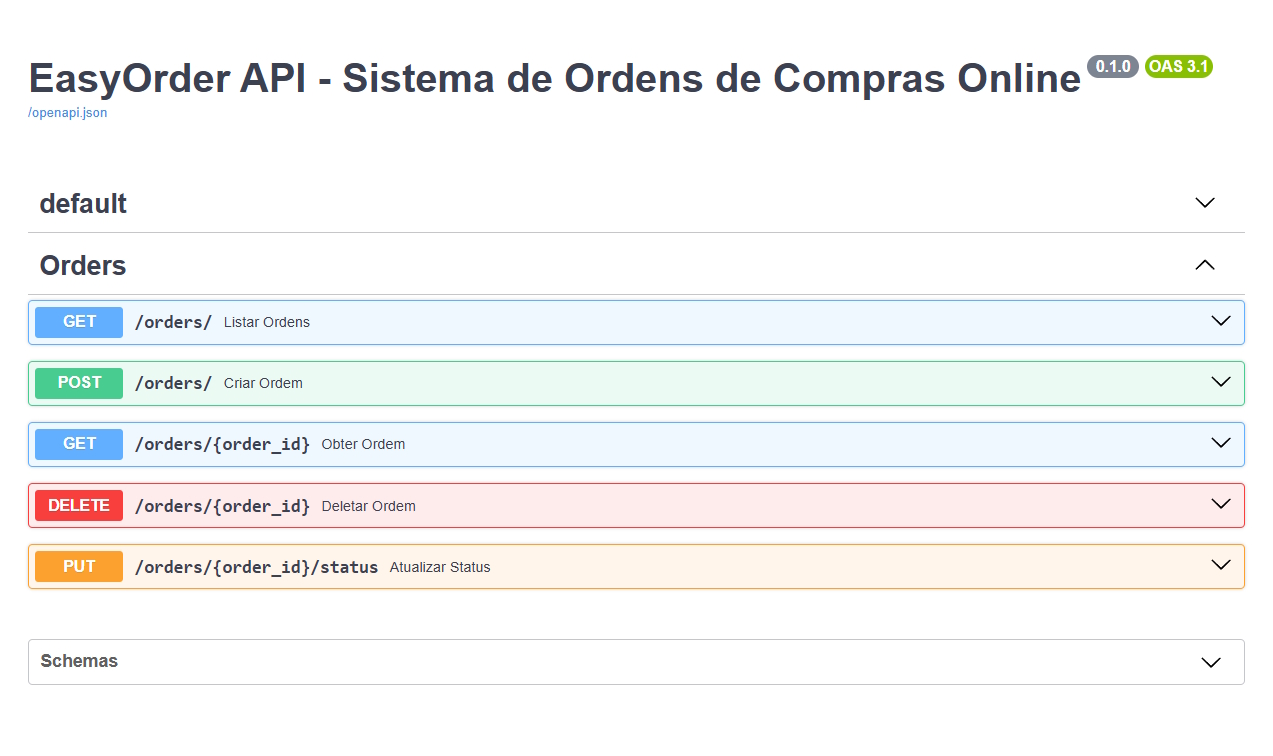 EasyOrder API - Sistema de Ordens de Compras Online 0.1.0 OAS 3.1
/openapi.json
default
Orders
GET /orders/ Listar Ordens
POST /orders/ Criar Ordem
GET /orders/{order_id} Obter Ordem
DELETE /orders/{order_id} Deletar Ordem
PUT /orders/{order_id}/status Atualizar Status
Schemas